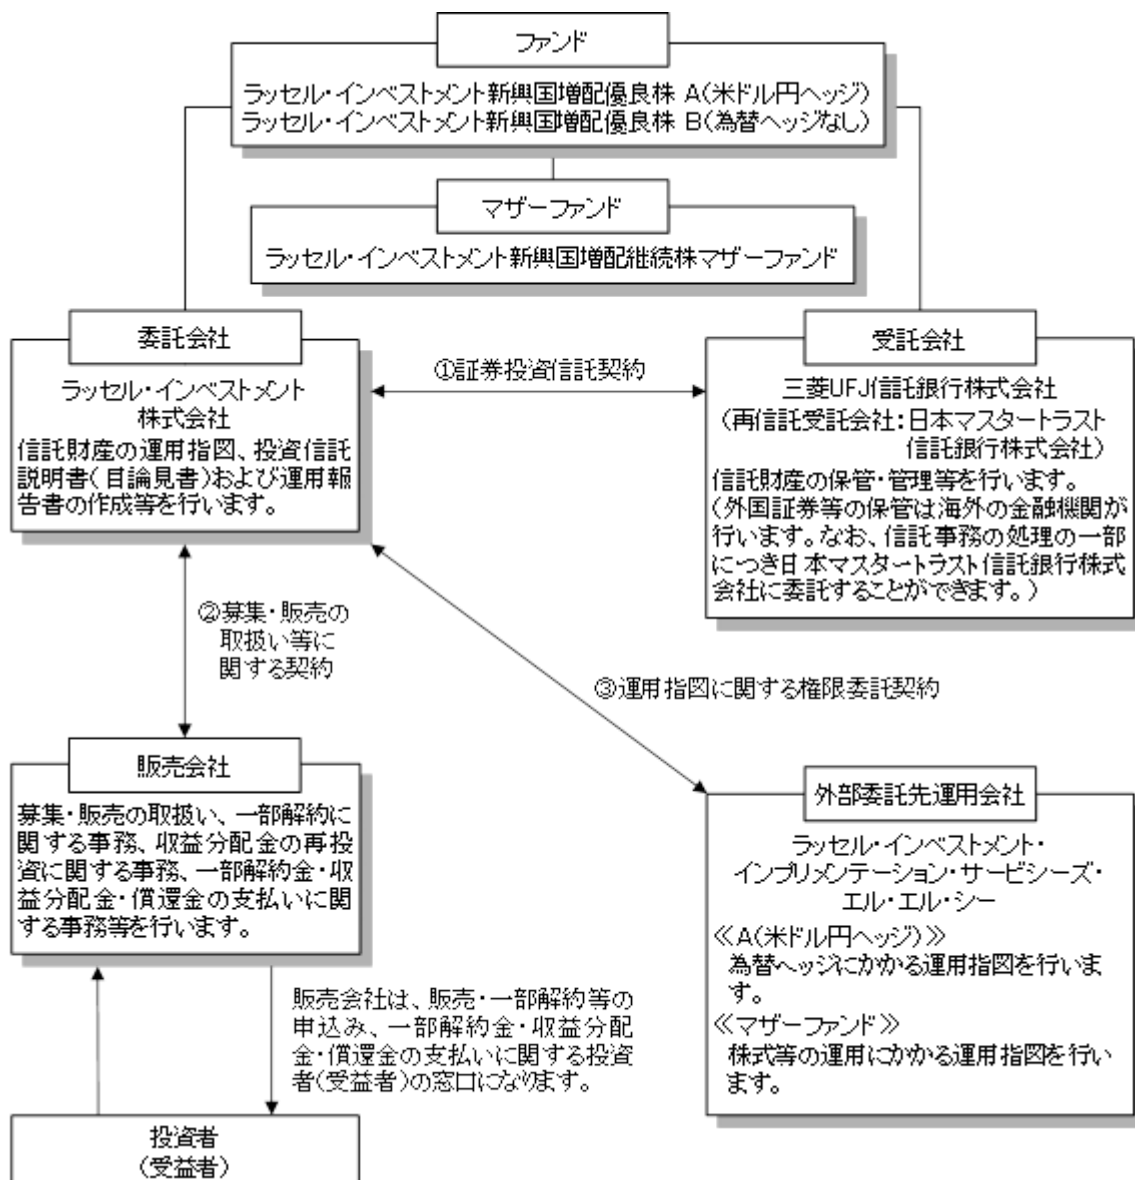 ファンド
ラッセル・インベストメント新興国増配優良株 A(米ドル円ヘッジ)
ラッセル・インベストメント新興国増配優良株 B(為替ヘッジなし)
マザーファンド
ラッセル・インベストメント新興国増配継続株マザーファンド
委託会社
ラッセル・インベストメント
株式会社
信託財産の運用指図、投資信託
説明書(目論見書)および運用報
告書の作成等を行います。
①証券投資信託契約
受託会社
三菱UFJ信託銀行株式会社
(再信託受託会社:日本マスタートラスト
信託銀行株式会社)
信託財産の保管・管理等を行います。
(外国証券等の保管は海外の金融機関が
行います。なお、信託事務の処理の一部
につき日本マスタートラスト信託銀行株式
会社に委託することができます。)
②募集・販売の
取扱い等に
関する契約
③運用指図に関する権限委託契約
販売会社
募集・販売の取扱い、一部解約に
関する事務、収益分配金の再投
資に関する事務、一部解約金・収
益分配金・償還金の支払いに関
する事務等を行います。
外部委託先運用会社
ラッセル・インベストメント・
インプリメンテーション・サービシーズ・
エル・エル・シー
≪A(米ドル円ヘッジ)≫
為替ヘッジにかかる運用指図を行いま
す。
≪マザーファンド≫
株式等の運用にかかる運用指図を行い
ます。
販売会社は、販売・一部解約等の
申込み、一部解約金・収益分配
金・償還金の支払いに関する投資
者(受益者)の窓口になります。
投資者
(受益者)